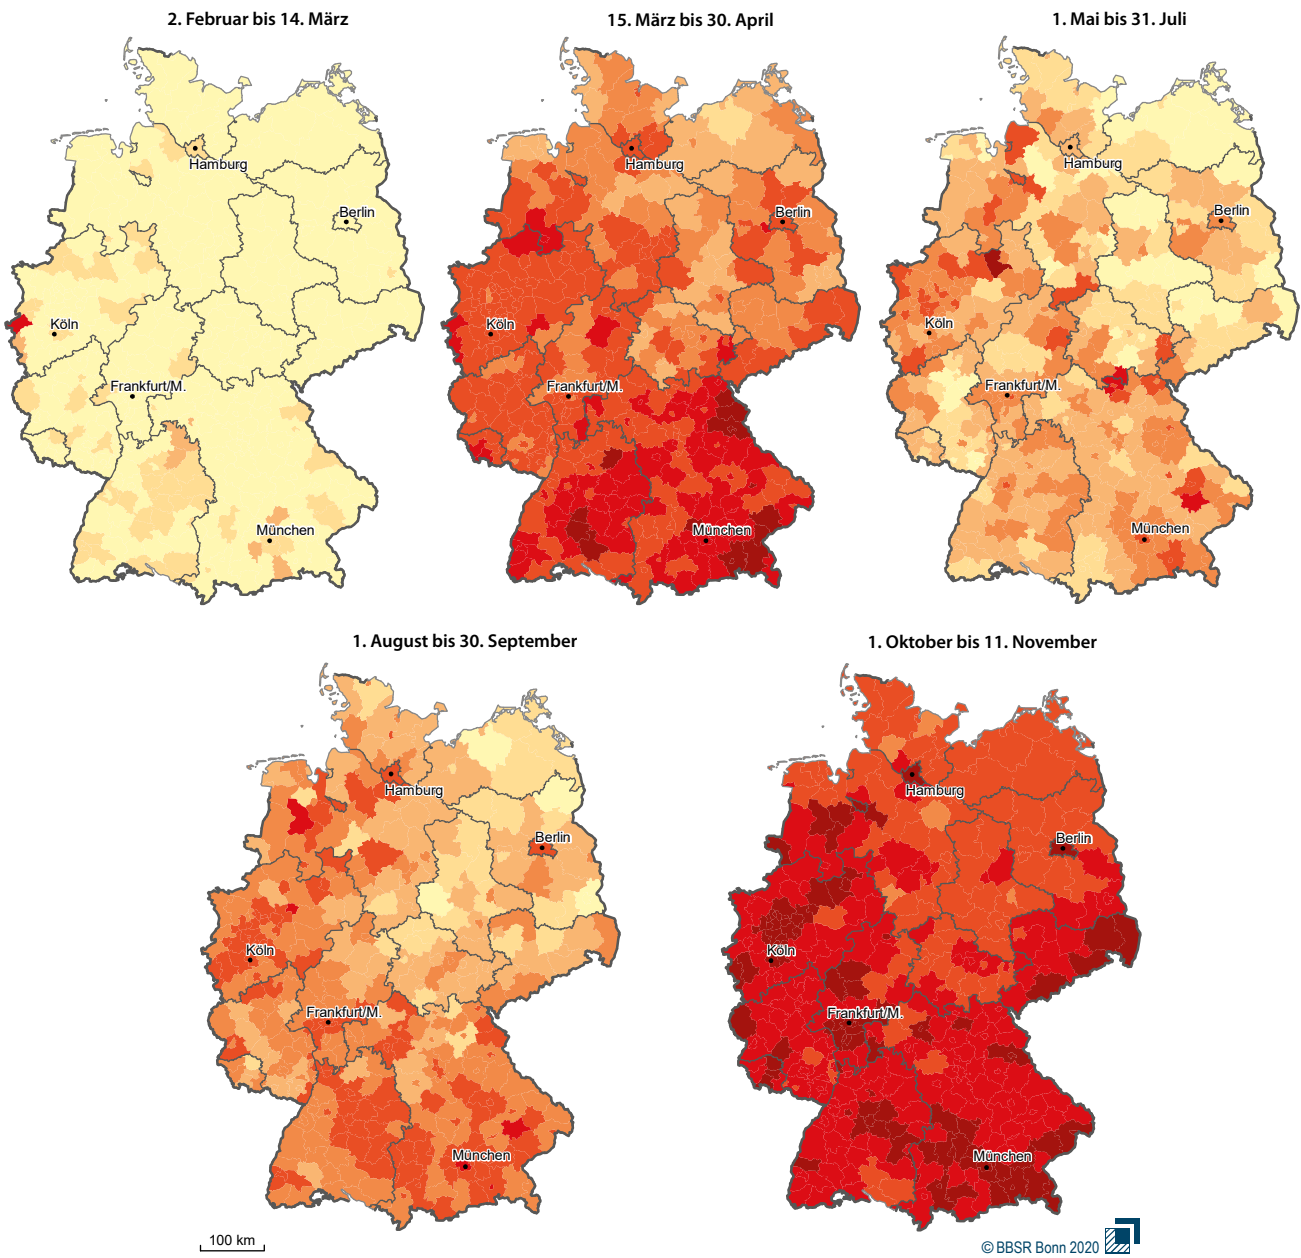 2. Februar bis 14. März
15. März bis 30. April
1. Mai bis 31. Juli
Hamburg
Berlin
Köln
Frankfurt/M.
München
Hamburg
Berlin
Köln
Frankfurt/M.
München
Hamburg
Berlin
Köln
Frankfurt/M.
München
1. August bis 30. September
1. Oktober bis 11. November
Hamburg
Berlin
Köln
Frankfurt/M.
München
Hamburg
Berlin
Köln
Frankfurt/M.
München
100 km
© BBSR Bonn 2020